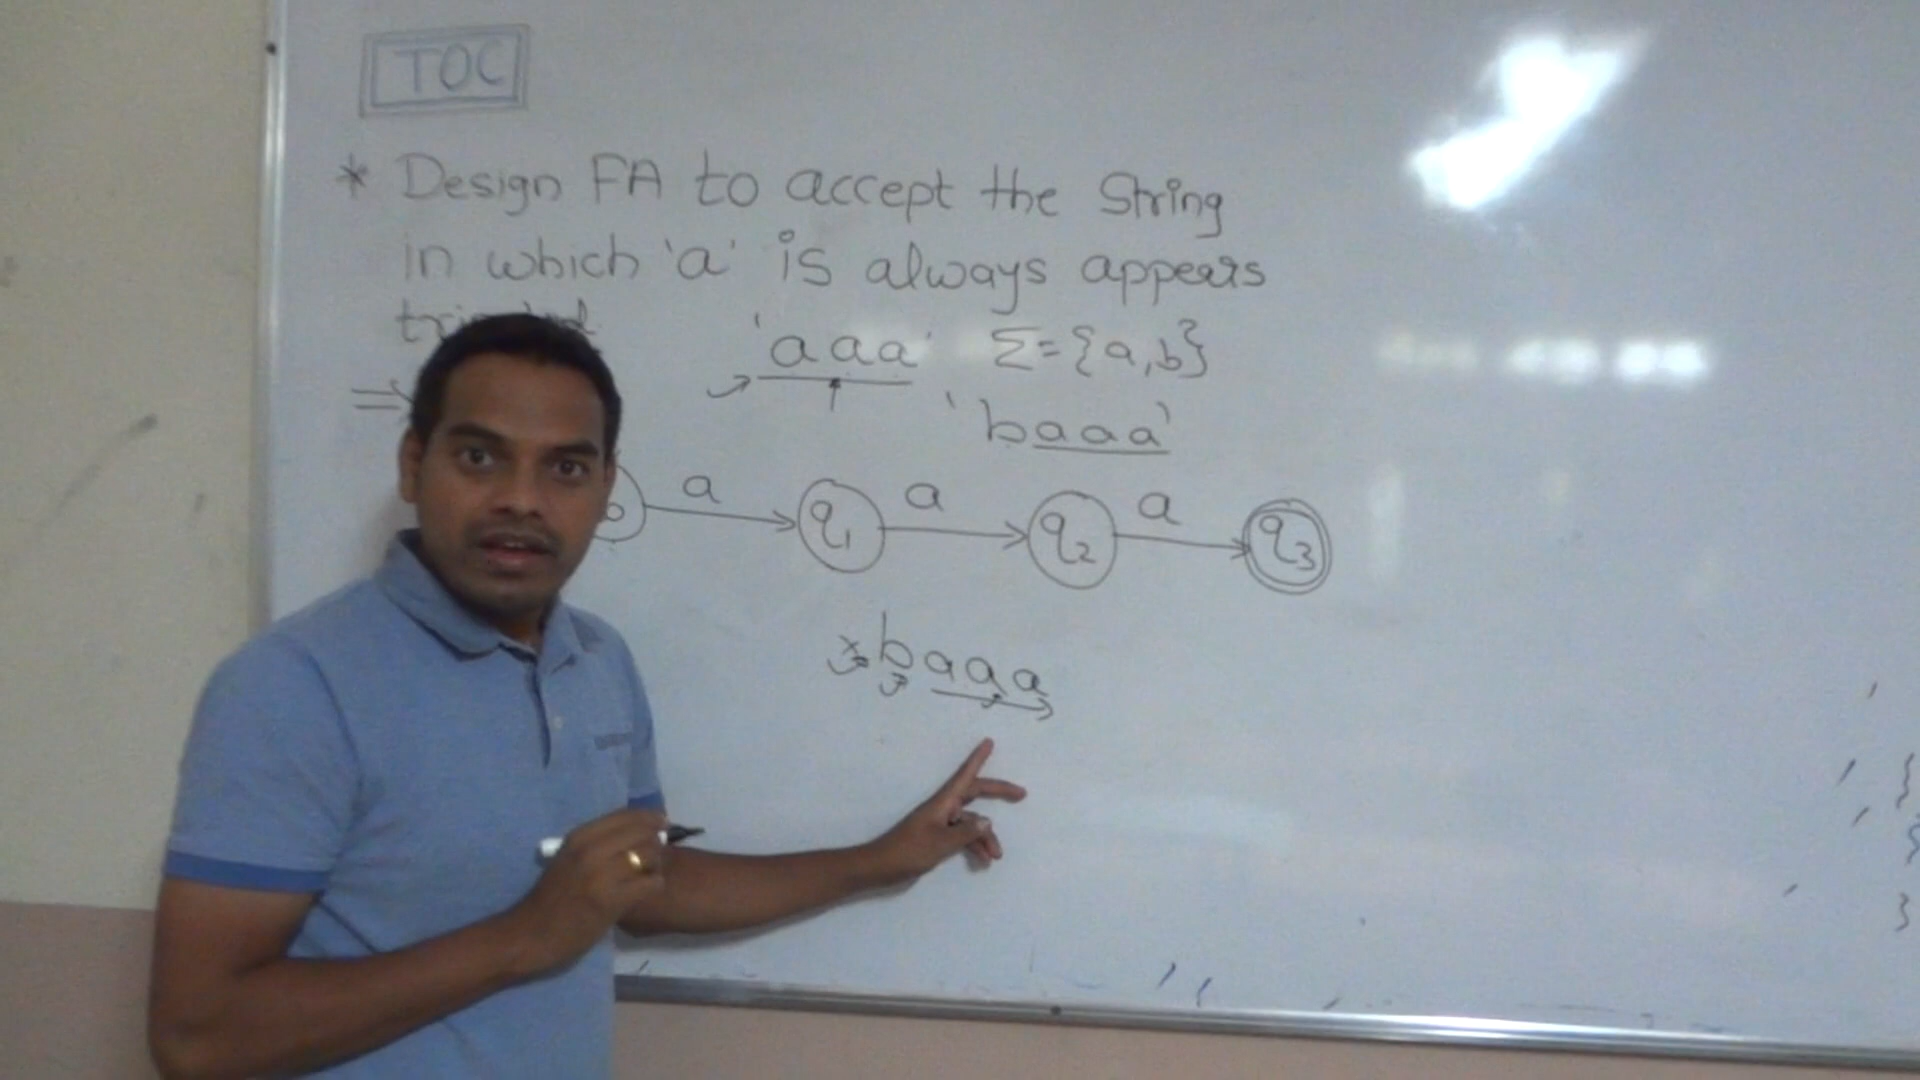 TOC
* Design FA to accept the String
in which 'a' is always appears
'aaa' Σ={a,b}
'baaa'
a a a
q1 q2 q3
baaa